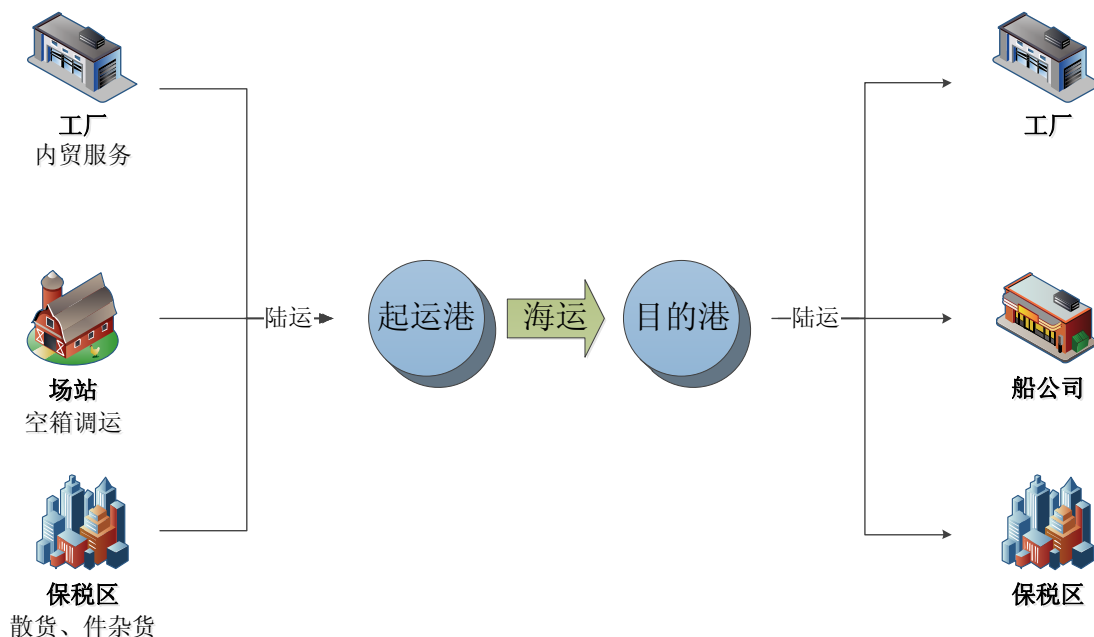 工厂
内贸服务
场站
空箱调运
保税区
散货、件杂货
陆运
起运港
海运
目的港
陆运
工厂
船公司
保税区